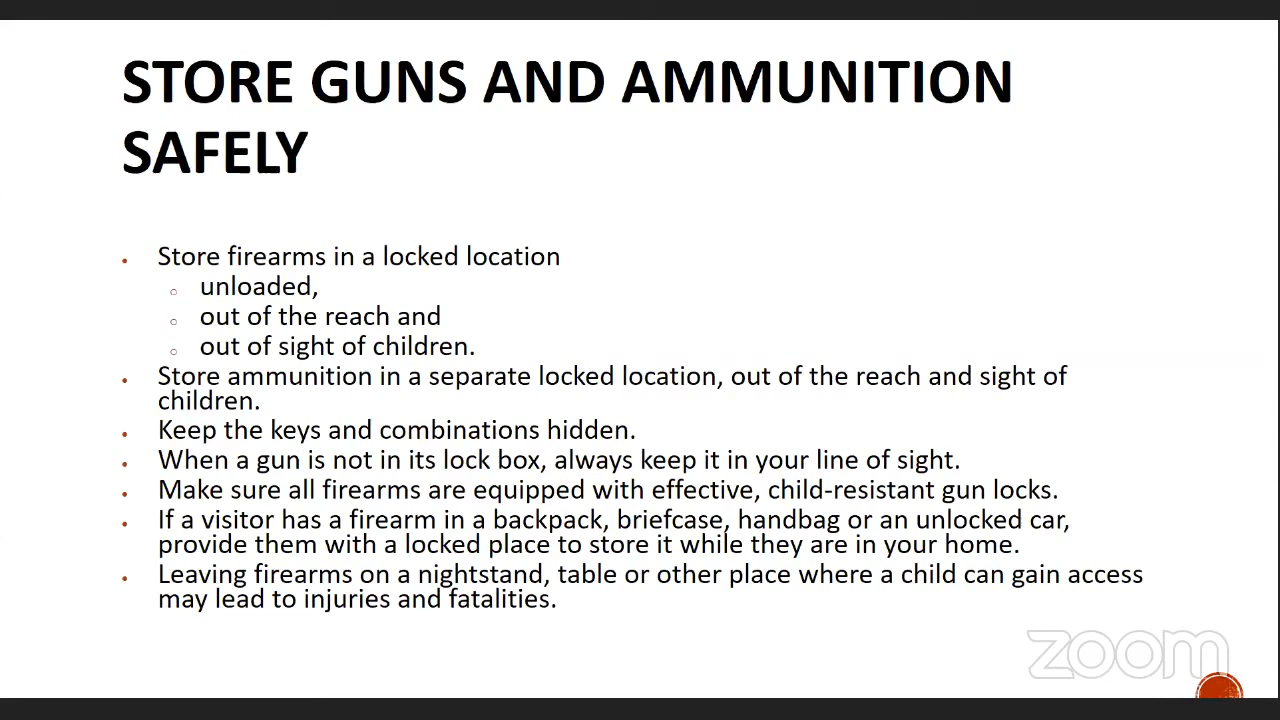 STORE GUNS AND AMMUNITION
SAFELY
• Store firearms in a locked location
○ unloaded,
○ out of the reach and
○ out of sight of children.
• Store ammunition in a separate locked location, out of the reach and sight of
children.
• Keep the keys and combinations hidden.
• When a gun is not in its lock box, always keep it in your line of sight.
• Make sure all firearms are equipped with effective, child-resistant gun locks.
• If a visitor has a firearm in a backpack, briefcase, handbag or an unlocked car,
provide them with a locked place to store it while they are in your home.
• Leaving firearms on a nightstand, table or other place where a child can gain access
may lead to injuries and fatalities.
zoom